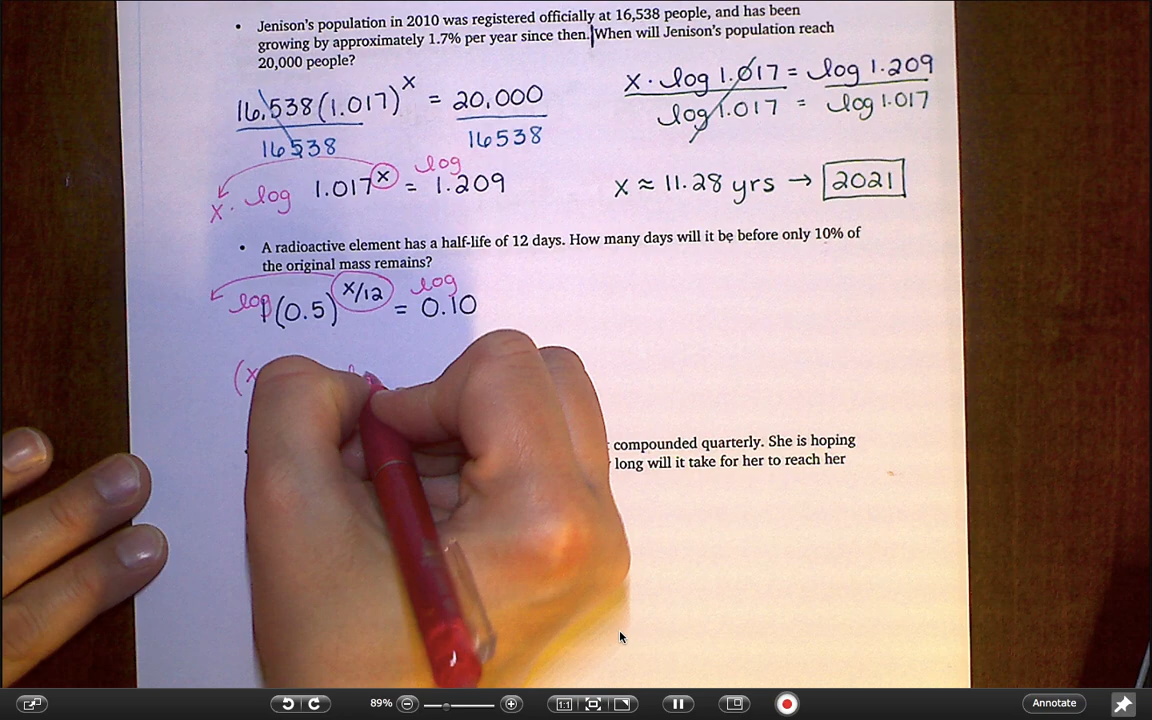 • Jenison's population in 2010 was registered officially at 16,538 people, and has been
growing by approximately 1.7% per year since then. When will Jenison's population reach
20,000 people?
16,538(1.017)^x = 20,000
16538 16538
x · log 1.017^x = log 1.209
x · log 1.017 = log 1.209
log 1.017 = log 1.017
x ≈ 11.28 yrs → 2021
• A radioactive element has a half-life of 12 days. How many days will it be before only 10% of
the original mass remains?
log (0.5)^x/12 = log 0.10
(x
compounded quarterly. She is hoping
long will it take for her to reach her
89%
1:1
Annotate